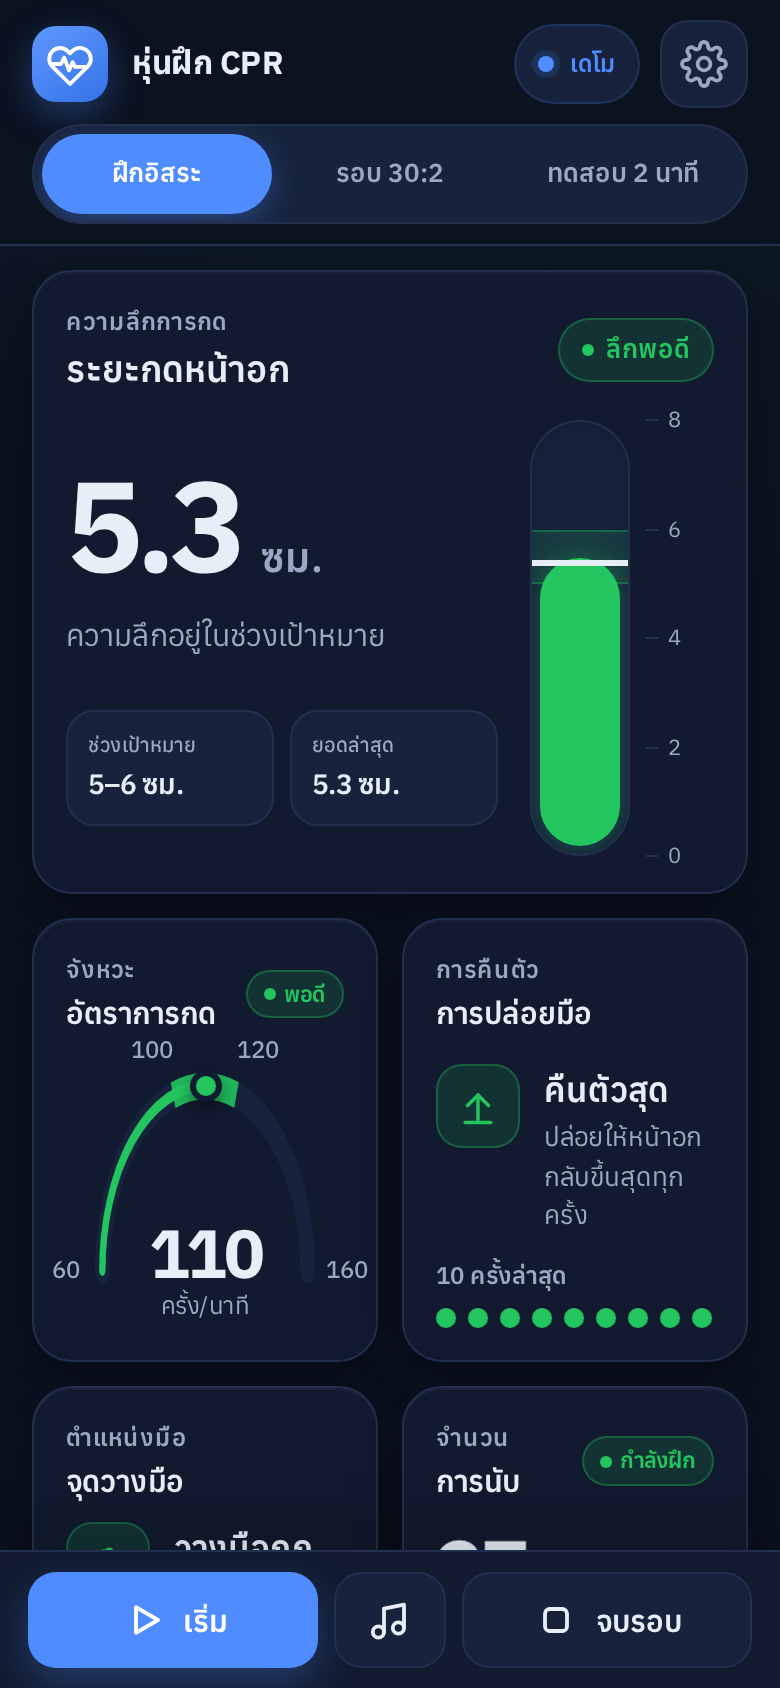 หุ่นฝึก CPR
เดโม
ฝึกอิสระ
รอบ 30:2
ทดสอบ 2 นาที
ความลึกการกด
ระยะกดหน้าอก
ลึกพอดี
5.3 ซม.
ความลึกอยู่ในช่วงเป้าหมาย
ช่วงเป้าหมาย
5–6 ซม.
ยอดล่าสุด
5.3 ซม.
8
6
4
2
0
จังหวะ
อัตราการกด
พอดี
100
120
60
110
160
ครั้ง/นาที
การคืนตัว
การปล่อยมือ
คืนตัวสุด
ปล่อยให้หน้าอก
กลับขึ้นสุดทุก
ครั้ง
10 ครั้งล่าสุด
ตำแหน่งมือ
จุดวางมือ
จำนวน
การนับ
กำลังฝึก
เริ่ม
จบรอบ